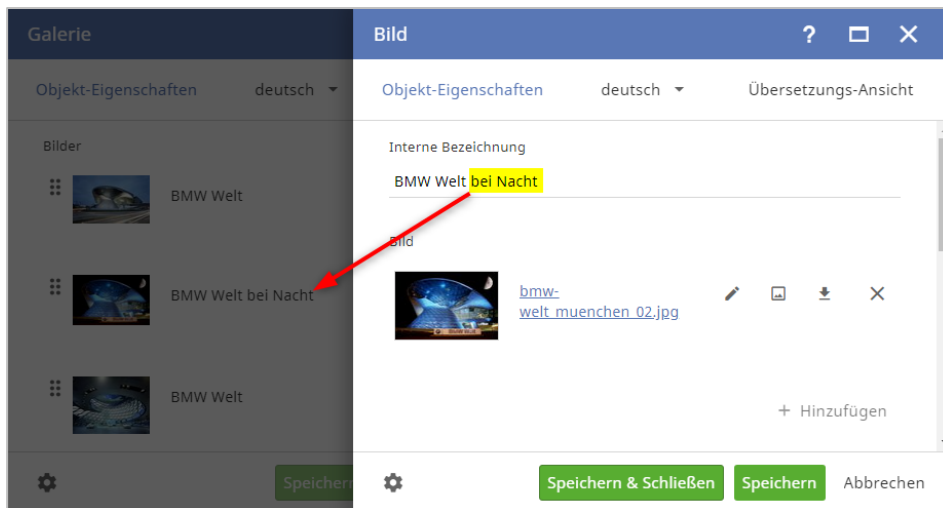 Galerie
Objekt-Eigenschaften deutsch
Bilder
BMW Welt
BMW Welt bei Nacht
BMW Welt
Speichern
Bild ?
Objekt-Eigenschaften deutsch Übersetzungs-Ansicht
Interne Bezeichnung
BMW Welt bei Nacht
Bild
bmw-
welt_muenchen_02.jpg
+ Hinzufügen
Speichern & Schließen Speichern Abbrechen